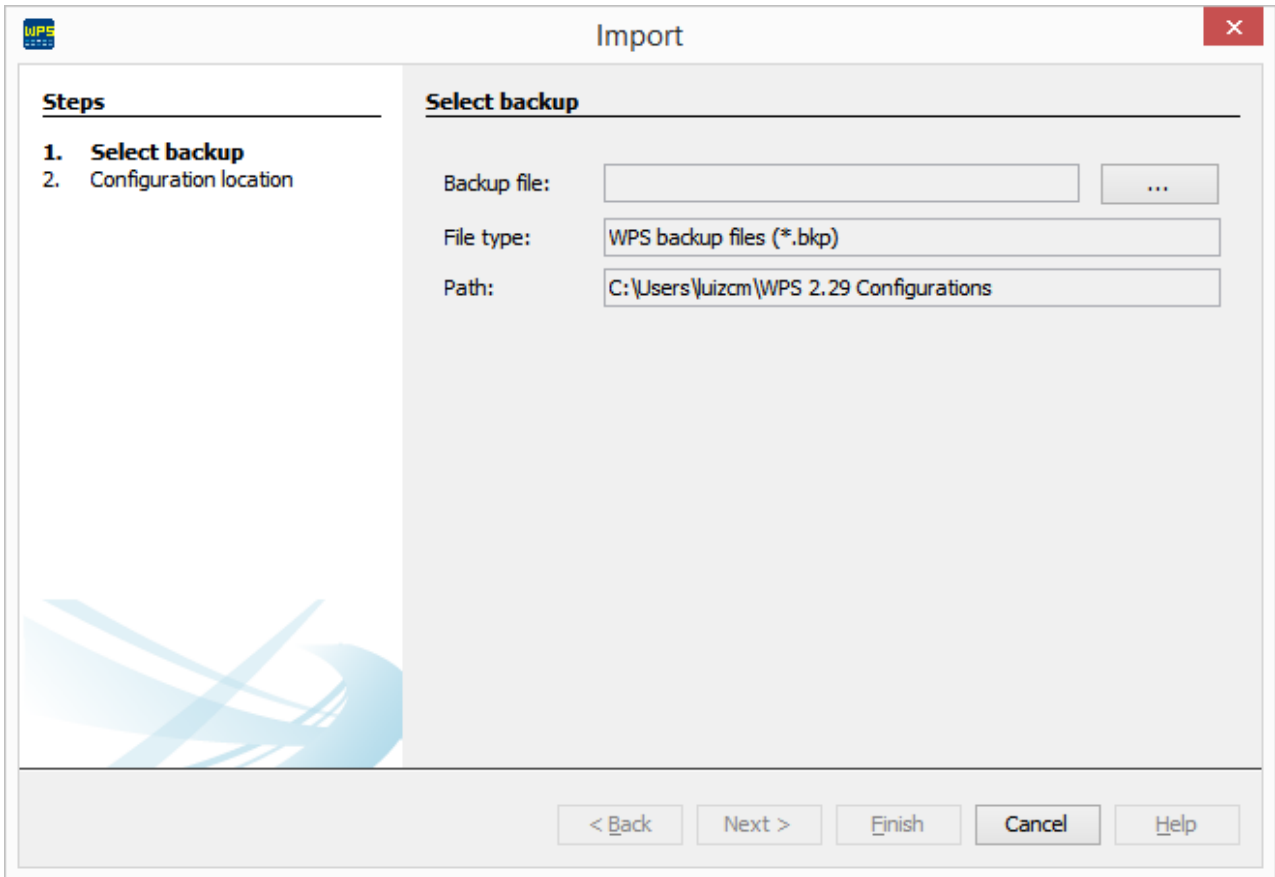 WPS
Import
Steps
1. Select backup
2. Configuration location
Select backup
Backup file:
...
File type: WPS backup files (*.bkp)
Path: C:\Users\luizcm\WPS 2.29 Configurations
< Back Next > Finish Cancel Help